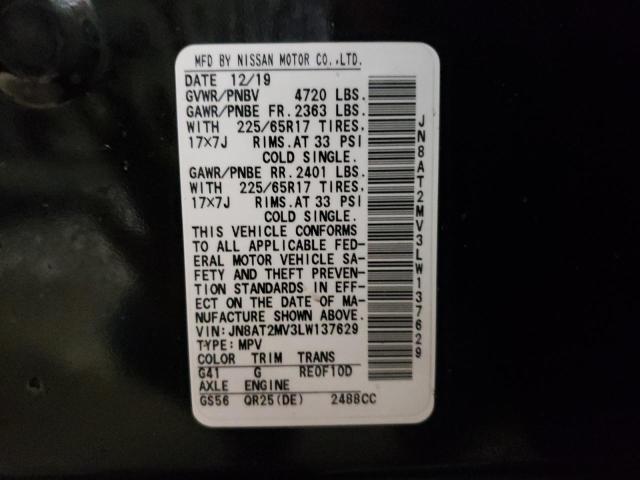 MFD BY NISSAN MOTOR CO.,LTD.
DATE 12/19
GVWR/PNBV 4720 LBS.
GAWR/PNBE FR. 2363 LBS.
WITH 225/65R17 TIRES,
17×7J RIMS.AT 33 PSI
COLD SINGLE.
GAWR/PNBE RR. 2401 LBS.
WITH 225/65R17 TIRES,
17×7J RIMS.AT 33 PSI
COLD SINGLE.
THIS VEHICLE CONFORMS
TO ALL APPLICABLE FED-
ERAL MOTOR VEHICLE SA-
FETY AND THEFT PREVEN-
TION STANDARDS IN EFF-
ECT ON THE DATE OF MA-
NUFACTURE SHOWN ABOVE.
VIN: JN8AT2MV3LW137629
TYPE: MPV
COLOR TRIM TRANS
G41 G RE0F10D
AXLE ENGINE
GS56 QR25(DE) 2488CC
JN8AT2MV3LW137629